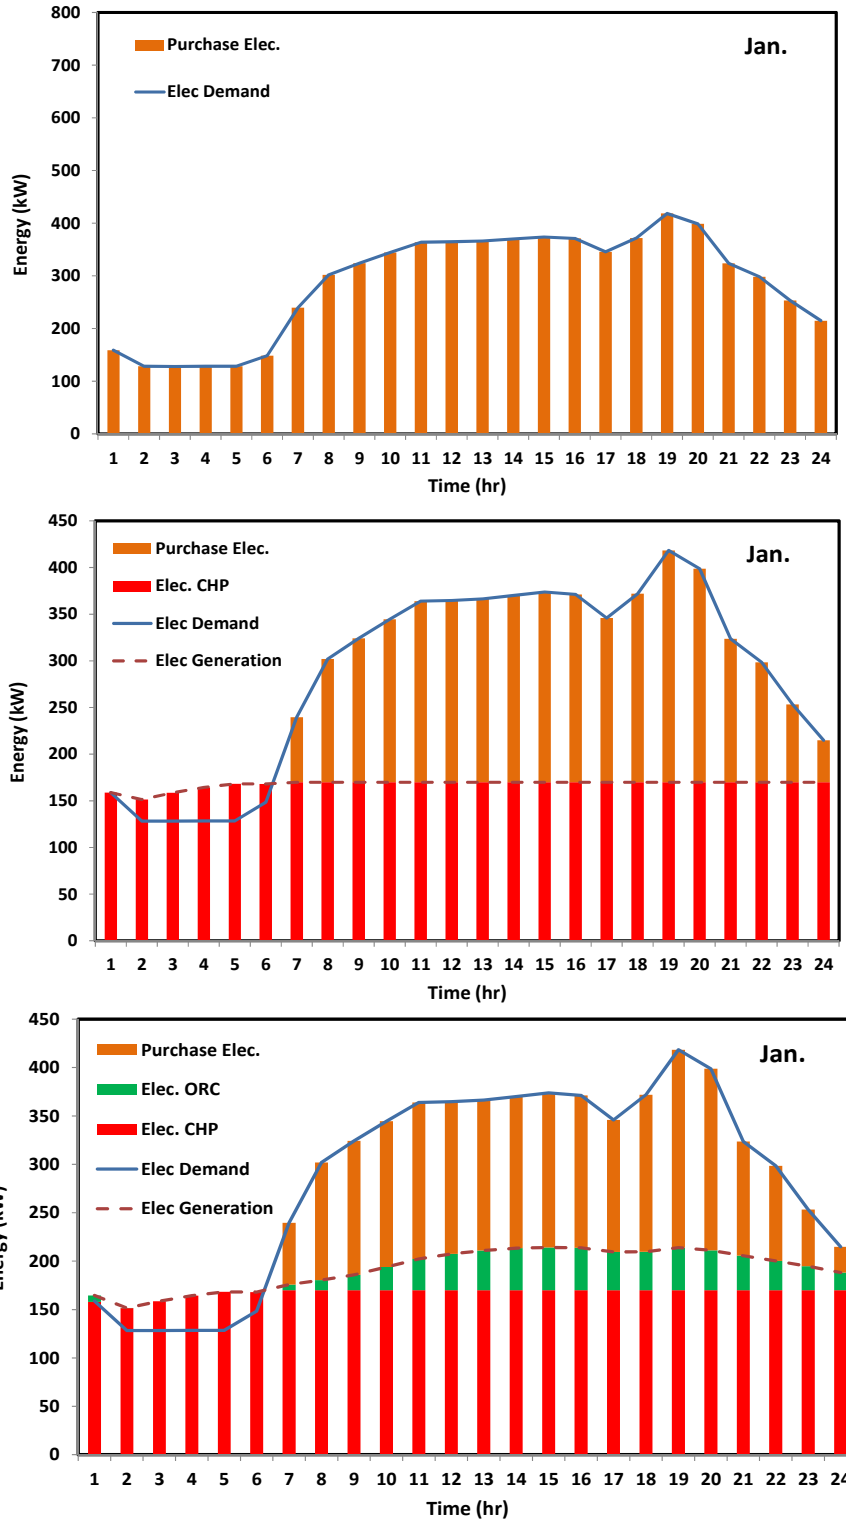 800
700
600
500
400
300
200
100
0
Energy (kW)
Purchase Elec.
Elec Demand
Jan.
1 2 3 4 5 6 7 8 9 10 11 12 13 14 15 16 17 18 19 20 21 22 23 24
Time (hr)
450
400
350
300
250
200
150
100
50
0
Energy (kW)
Purchase Elec.
Elec. CHP
Elec Demand
Elec Generation
Jan.
1 2 3 4 5 6 7 8 9 10 11 12 13 14 15 16 17 18 19 20 21 22 23 24
Time (hr)
450
400
350
300
250
200
150
100
50
0
Energy (kW)
Purchase Elec.
Elec. ORC
Elec. CHP
Elec Demand
Elec Generation
Jan.
1 2 3 4 5 6 7 8 9 10 11 12 13 14 15 16 17 18 19 20 21 22 23 24
Time (hr)